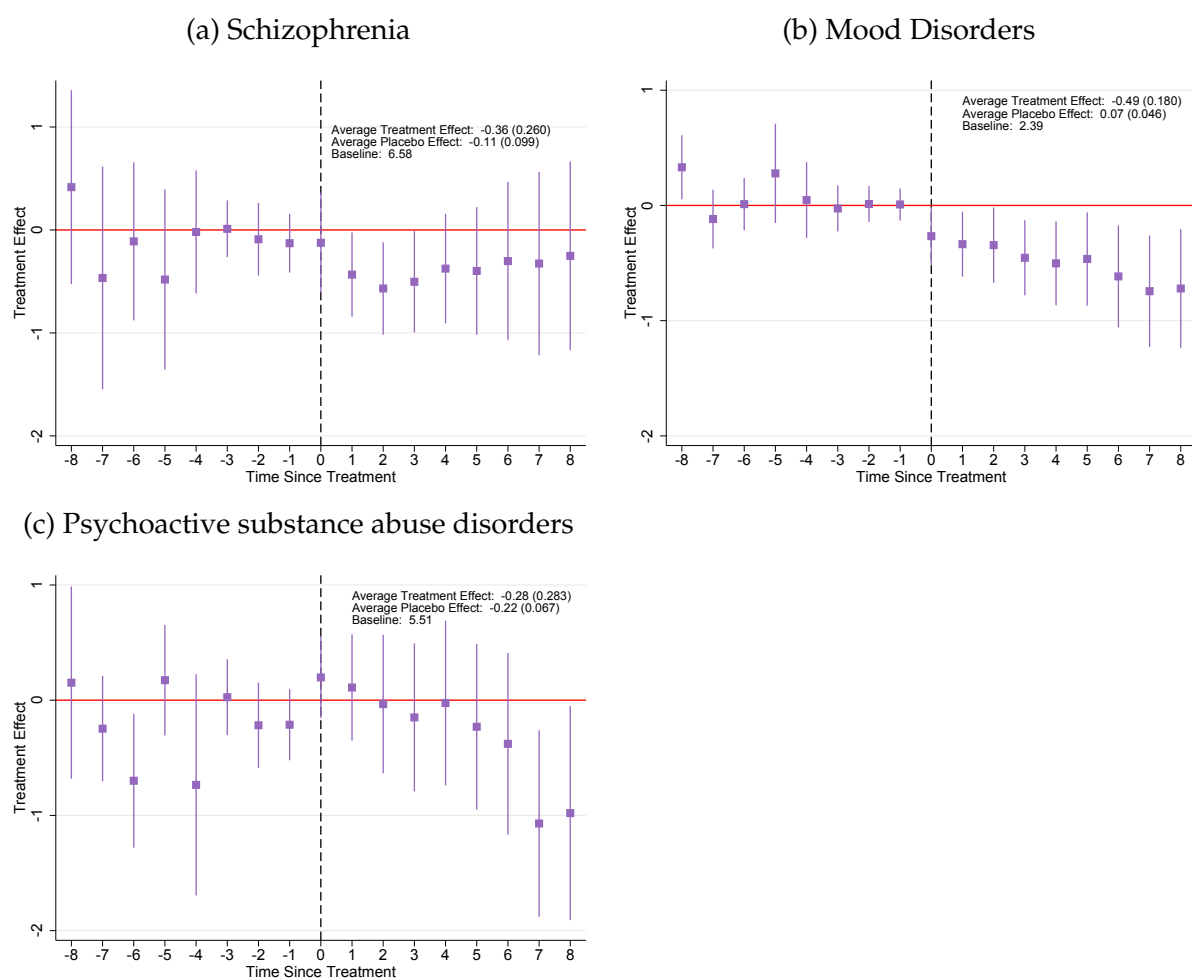 (a) Schizophrenia
1
0
-1
-2
Treatment Effect
Average Treatment Effect: -0.36 (0.260)
Average Placebo Effect: -0.11 (0.099)
Baseline: 6.58
-8 -7 -6 -5 -4 -3 -2 -1 0 1 2 3 4 5 6 7 8
Time Since Treatment
(b) Mood Disorders
1
0
-1
-2
Treatment Effect
Average Treatment Effect: -0.49 (0.180)
Average Placebo Effect: 0.07 (0.046)
Baseline: 2.39
-8 -7 -6 -5 -4 -3 -2 -1 0 1 2 3 4 5 6 7 8
Time Since Treatment
(c) Psychoactive substance abuse disorders
1
0
-1
-2
Treatment Effect
Average Treatment Effect: -0.28 (0.283)
Average Placebo Effect: -0.22 (0.067)
Baseline: 5.51
-8 -7 -6 -5 -4 -3 -2 -1 0 1 2 3 4 5 6 7 8
Time Since Treatment